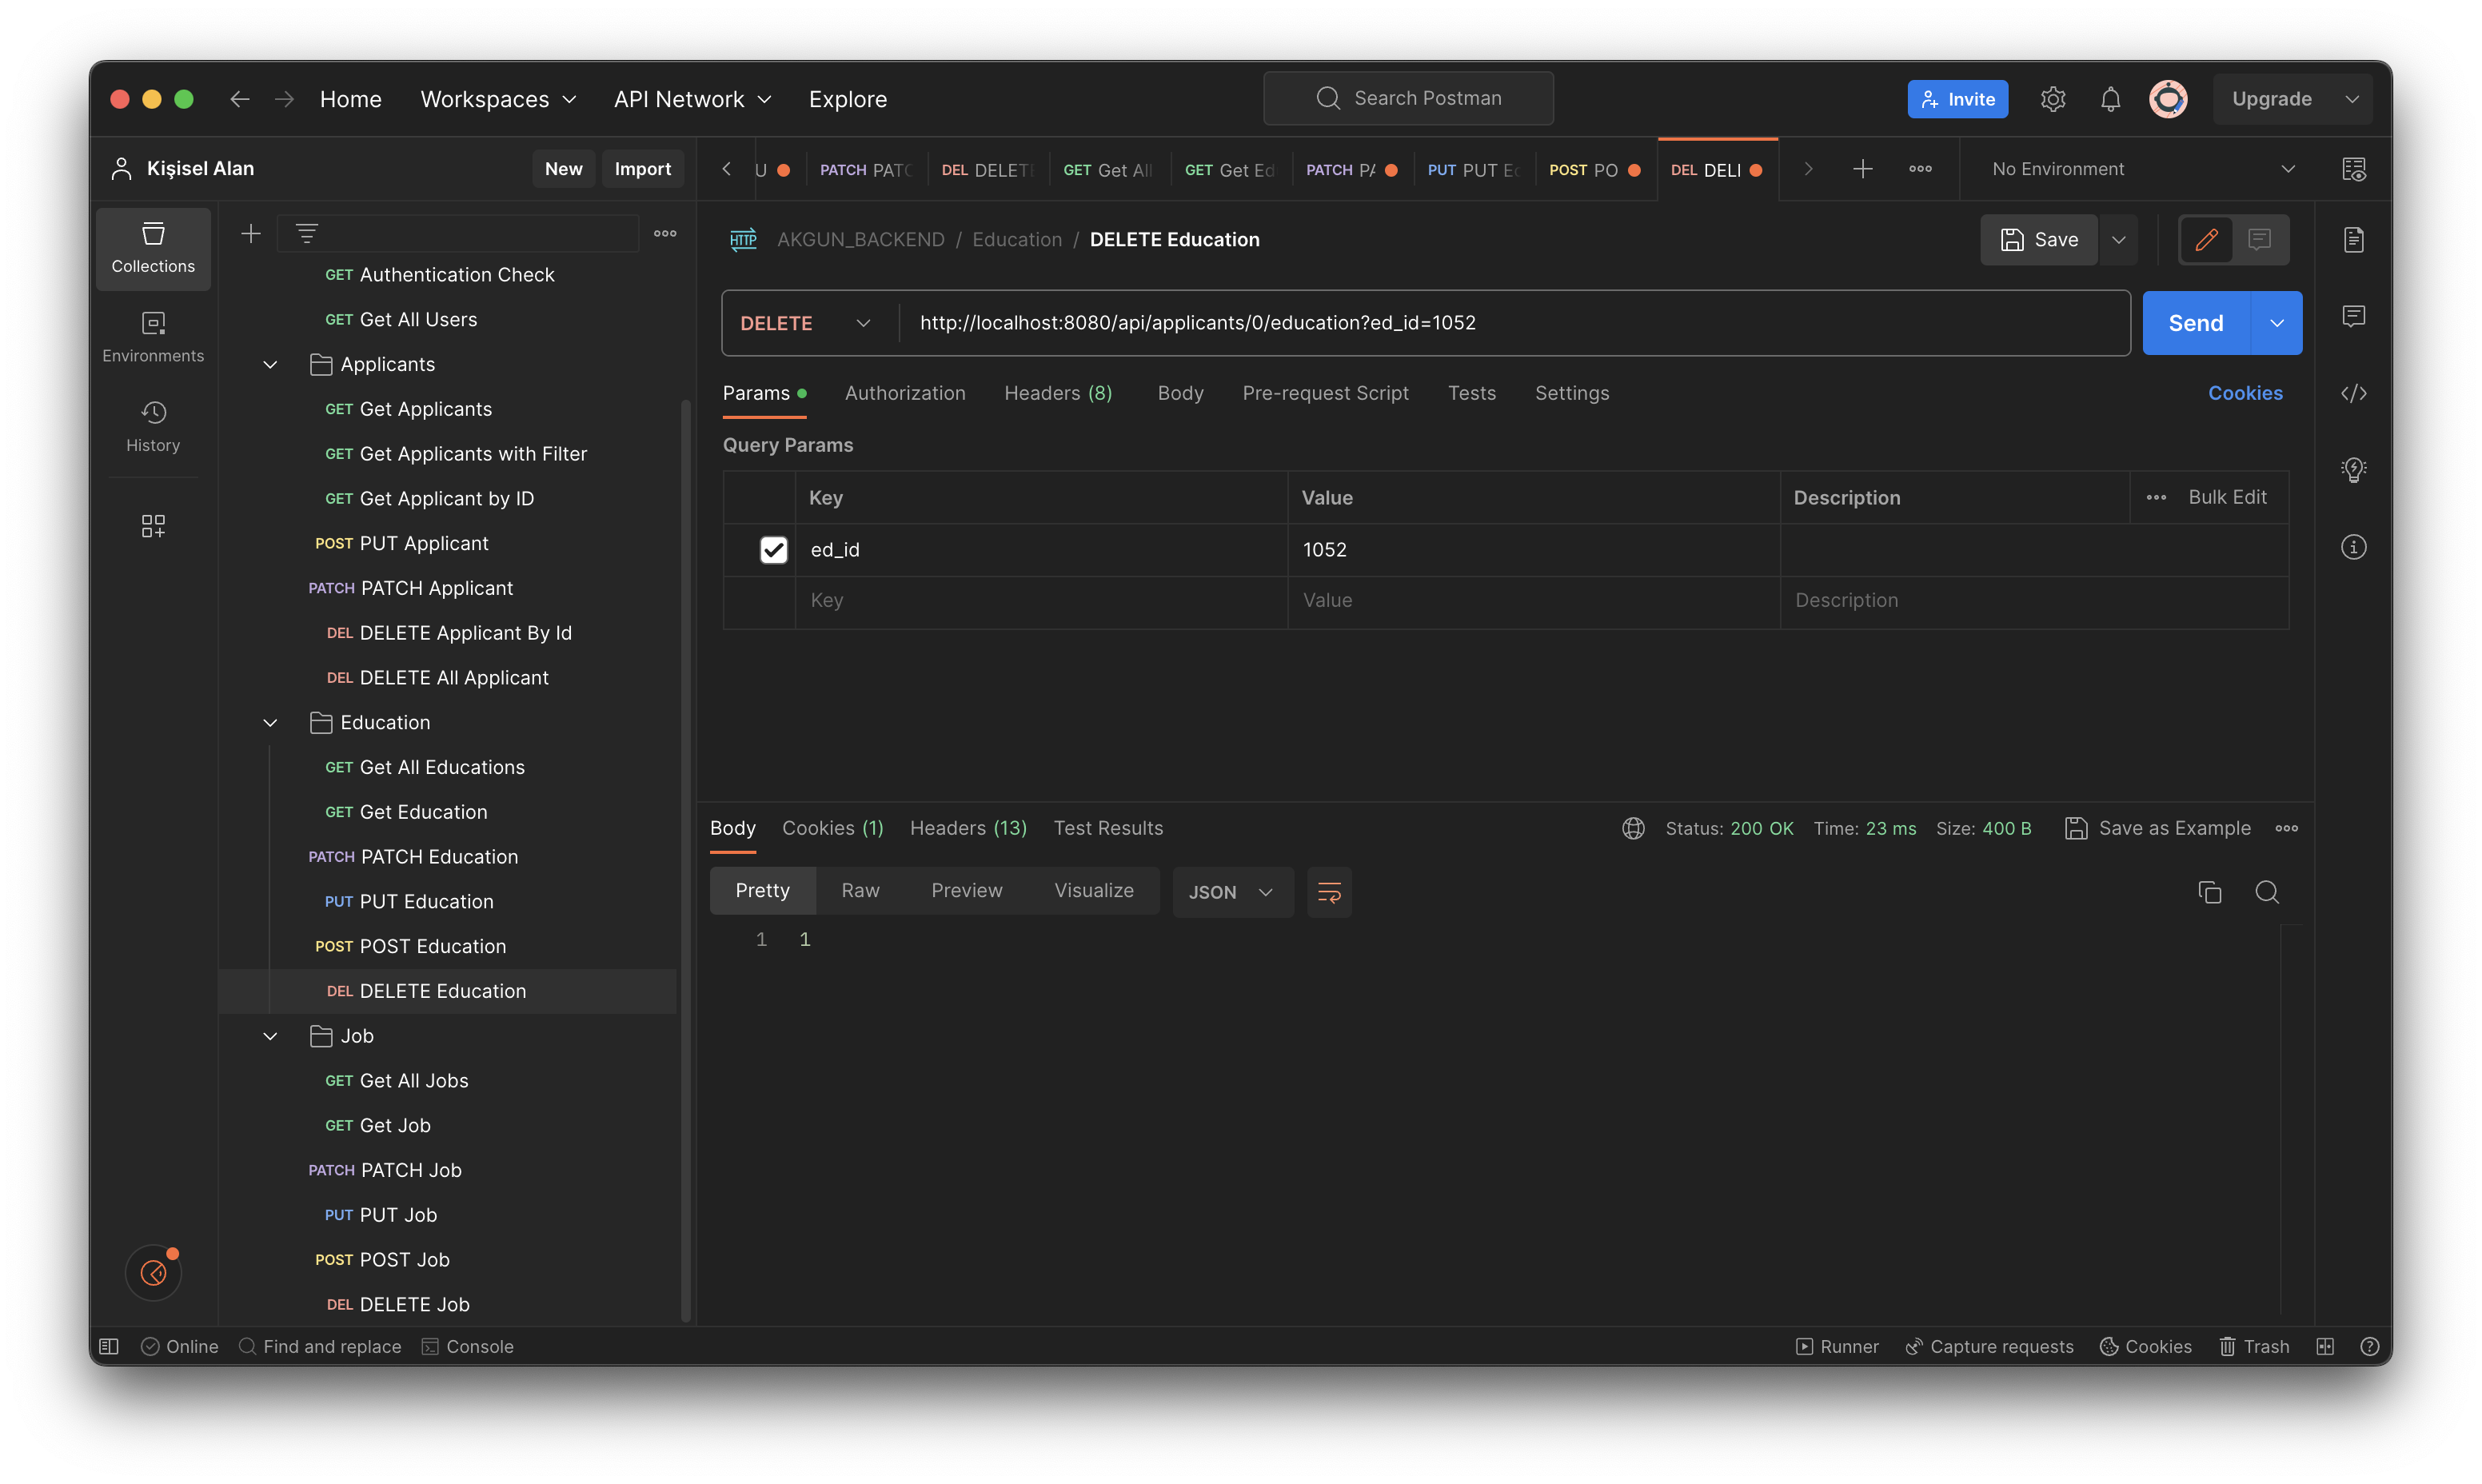 Home Workspaces API Network Explore Search Postman Invite Upgrade
Kişisel Alan New Import
U PATCH PATC DEL DELETE GET Get All GET Get Ed PATCH PA PUT PUT Ed POST PO DEL DELI No Environment
Collections
Environments
History
GET Authentication Check
GET Get All Users
Applicants
GET Get Applicants
GET Get Applicants with Filter
GET Get Applicant by ID
POST PUT Applicant
PATCH PATCH Applicant
DEL DELETE Applicant By Id
DEL DELETE All Applicant
Education
GET Get All Educations
GET Get Education
PATCH PATCH Education
PUT PUT Education
POST POST Education
DEL DELETE Education
Job
GET Get All Jobs
GET Get Job
PATCH PATCH Job
PUT PUT Job
POST POST Job
DEL DELETE Job
HTTP AKGUN_BACKEND / Education / DELETE Education Save
DELETE http://localhost:8080/api/applicants/0/education?ed_id=1052 Send
Params Authorization Headers (8) Body Pre-request Script Tests Settings Cookies
Query Params
Key Value Description Bulk Edit
ed_id 1052
Key Value Description
Body Cookies (1) Headers (13) Test Results Status: 200 OK Time: 23 ms Size: 400 B Save as Example
Pretty Raw Preview Visualize JSON
1 1
Online Find and replace Console Runner Capture requests Cookies Trash